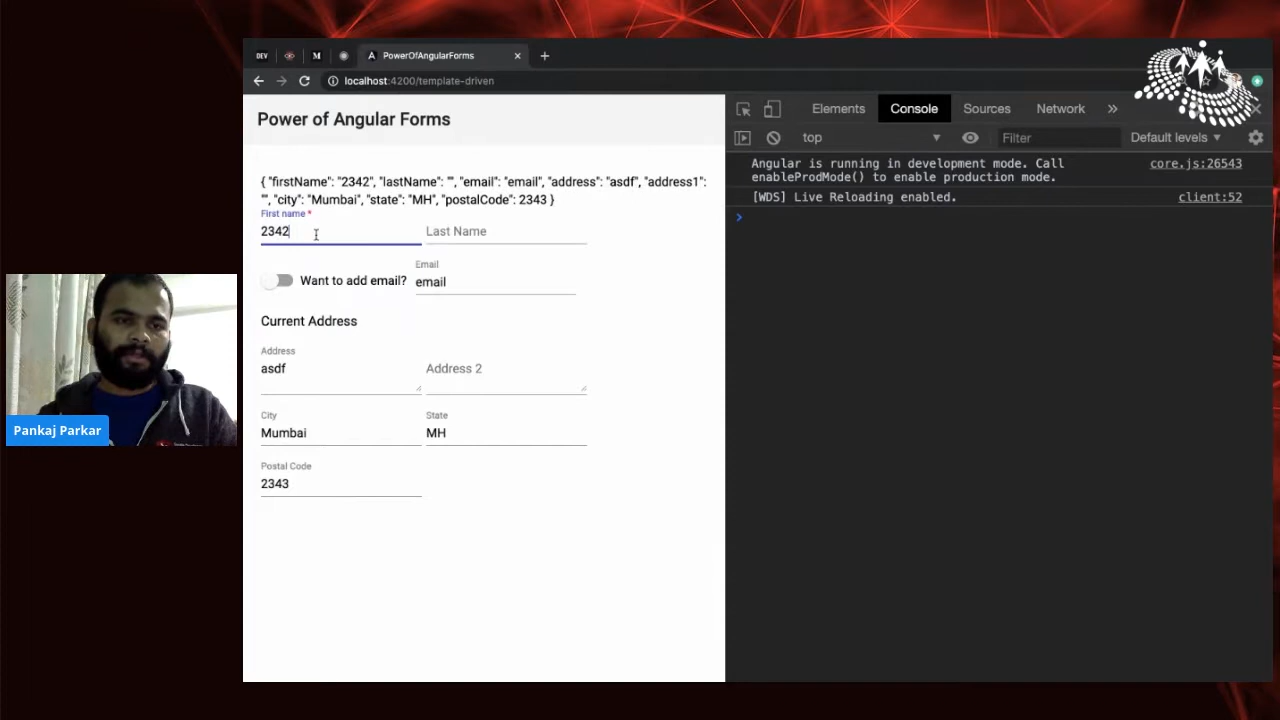 DEV
M
A PowerOfAngularForms × +
localhost:4200/template-driven
Power of Angular Forms
{ "firstName": "2342", "lastName": "", "email": "email", "address": "asdf", "address1":
"", "city": "Mumbai", "state": "MH", "postalCode": 2343 }
First name *
2342
Last Name
Want to add email?
Email
email
Current Address
Address
asdf
Address 2
City
Mumbai
State
MH
Postal Code
2343
Elements Console Sources Network »
top Filter Default levels
Angular is running in development mode. Call core.js:26543
enableProdMode() to enable production mode.
[WDS] Live Reloading enabled. client:52
Pankaj Parkar